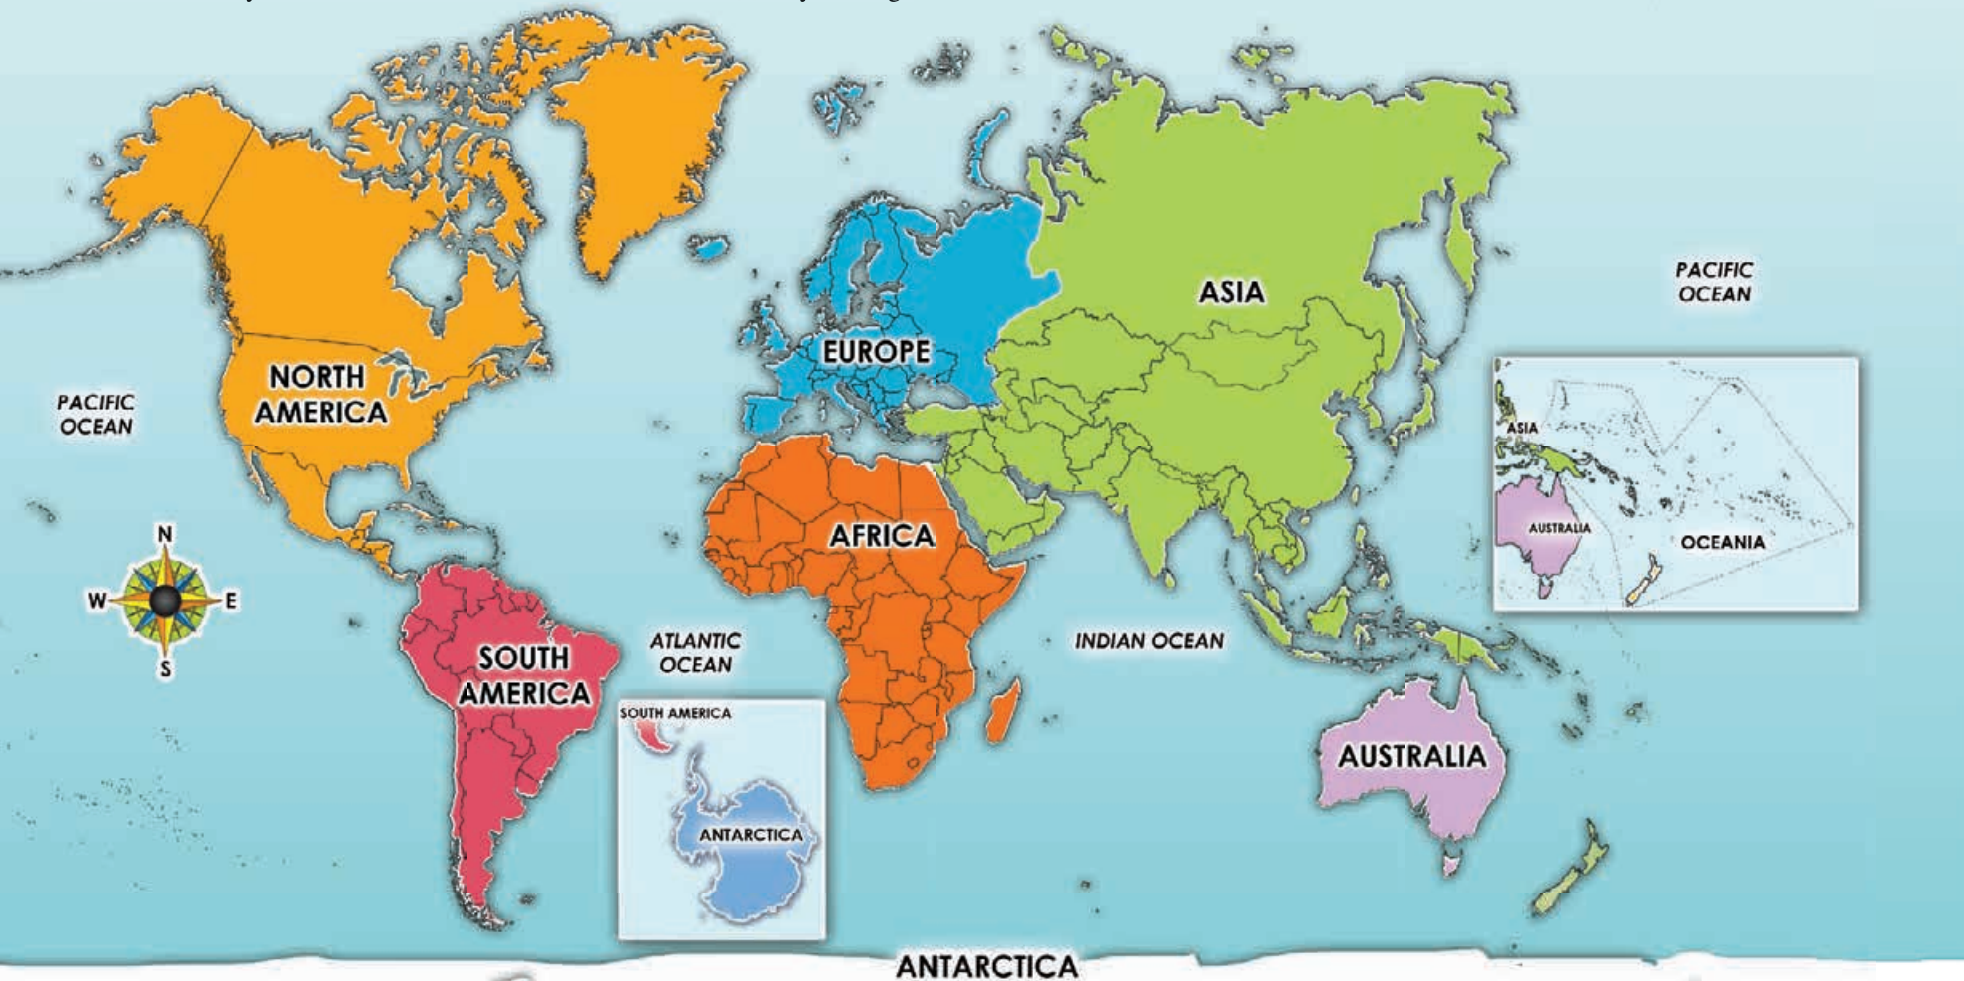 ASIA
PACIFIC
OCEAN
EUROPE
NORTH
AMERICA
PACIFIC
OCEAN
ASIA
AUSTRALIA
OCEANIA
AFRICA
N
W
E
S
ATLANTIC
OCEAN
INDIAN OCEAN
SOUTH
AMERICA
SOUTH AMERICA
AUSTRALIA
ANTARCTICA
ANTARCTICA